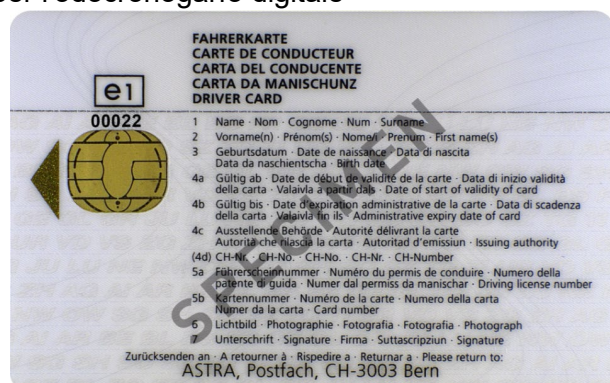 per l'odocronografo digitale
FAHRERKARTE
CARTE DE CONDUCTEUR
CARTA DEL CONDUCENTE
CARTA DA MANISCHUNZ
DRIVER CARD
e1
00022
1 Name · Nom · Cognome · Num · Surname
2 Vorname(n) · Prénom(s) · Nome/i · Prenum · First name(s)
3 Geburtsdatum · Date de naissance · Data di nascita
Data da naschientscha · Birth date
4a Gültig ab · Date de début de validité de la carte · Data di inizio validità
della carta · Valaivla a partir dals · Date of start of validity of card
4b Gültig bis · Date d'expiration administrative de la carte · Data di scadenza
della carta · Valaivla fin ils · Administrative expiry date of card
4c Ausstellende Behörde · Autorité délivrant la carte
Autorità che rilascia la carta · Autoritad d'emissiun · Issuing authority
(4d) CH-Nr. · CH-No. · CH-No. · CH-Nr. · CH-Number
5a Führerscheinnummer · Numéro du permis de conduire · Numero della
patente di guida · Numer dal permiss da manischar · Driving license number
5b Kartennummer · Numéro de la carte · Numero della carta
Numer da la carta · Card number
6 Lichtbild · Photographie · Fotografia · Fotografia · Photograph
7 Unterschrift · Signature · Firma · Suttascripziun · Signature
Zurücksenden an · A retourner à · Rispedire a · Returnar a · Please return to:
ASTRA, Postfach, CH-3003 Bern
SPECIMEN